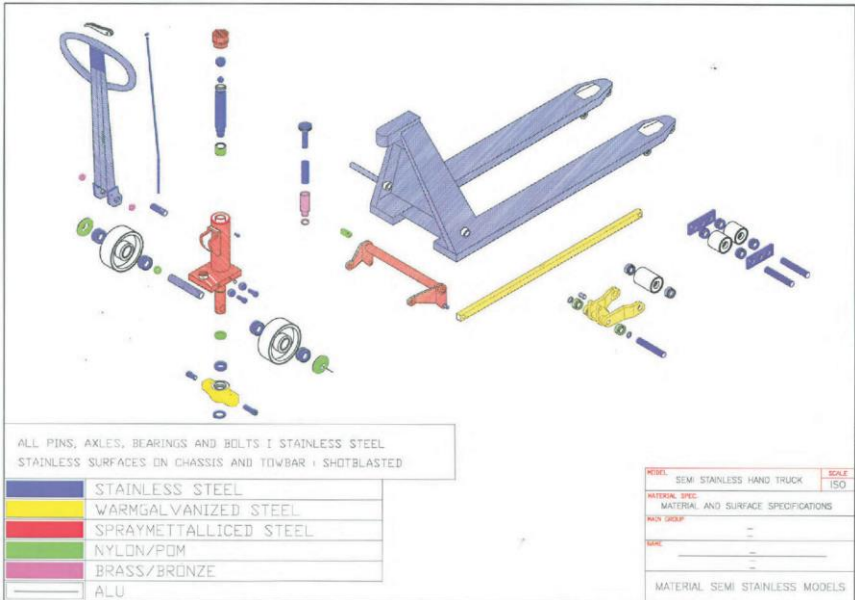 ALL PINS, AXLES, BEARINGS AND BOLTS I STAINLESS STEEL
STAINLESS SURFACES ON CHASSIS AND TOWBAR : SHOTBLASTED
STAINLESS STEEL
WARMGALVANIZED STEEL
SPRAYMETTALLICED STEEL
NYLON/POM
BRASS/BRONZE
ALU
MODEL
SEMI STAINLESS HAND TRUCK
SCALE
ISO
MATERIAL SPEC.
MATERIAL AND SURFACE SPECIFICATIONS
MAIN GROUP
NAME
MATERIAL SEMI STAINLESS MODELS